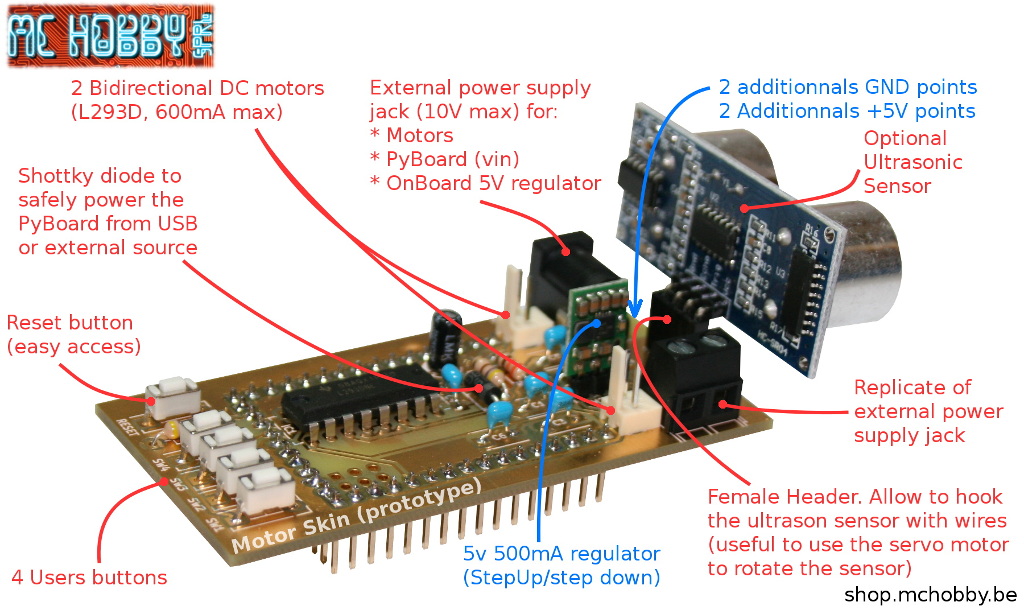 MC HOBBY SPRL
2 Bidirectional DC motors
(L293D, 600mA max)
External power supply
jack (10V max) for:
* Motors
* PyBoard (vin)
* OnBoard 5V regulator
2 additionnals GND points
2 Additionnals +5V points
Optional
Ultrasonic
Sensor
Shottky diode to
safely power the
PyBoard from USB
or external source
Reset button
(easy access)
RESET
SW4
SW3
SW2
SW1
Motor Skin (prototype)
Replicate of
external power
supply jack
Female Header. Allow to hook
the ultrason sensor with wires
(useful to use the servo motor
to rotate the sensor)
5v 500mA regulator
(StepUp/step down)
4 Users buttons
shop.mchobby.be